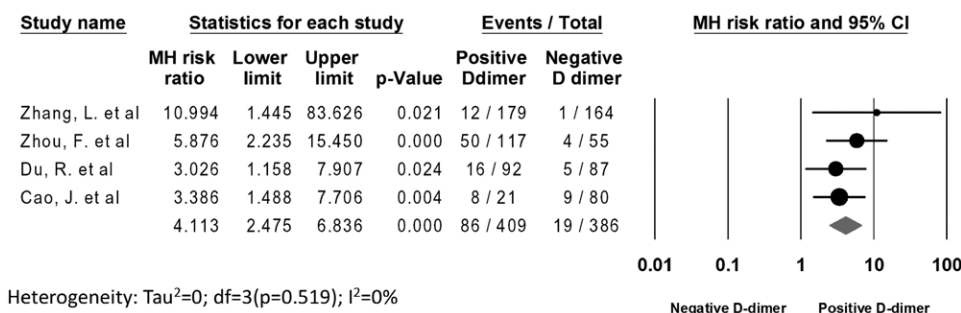 Study name Statistics for each study Events / Total MH risk ratio and 95% CI
MH risk ratio Lower limit Upper limit p-Value Positive Ddimer Negative D dimer
Zhang, L. et al 10.994 1.445 83.626 0.021 12 / 179 1 / 164
Zhou, F. et al 5.876 2.235 15.450 0.000 50 / 117 4 / 55
Du, R. et al 3.026 1.158 7.907 0.024 16 / 92 5 / 87
Cao, J. et al 3.386 1.488 7.706 0.004 8 / 21 9 / 80
4.113 2.475 6.836 0.000 86 / 409 19 / 386
0.01 0.1 1 10 100
Heterogeneity: Tau²=0; df=3(p=0.519); I²=0%
Negative D-dimer Positive D-dimer